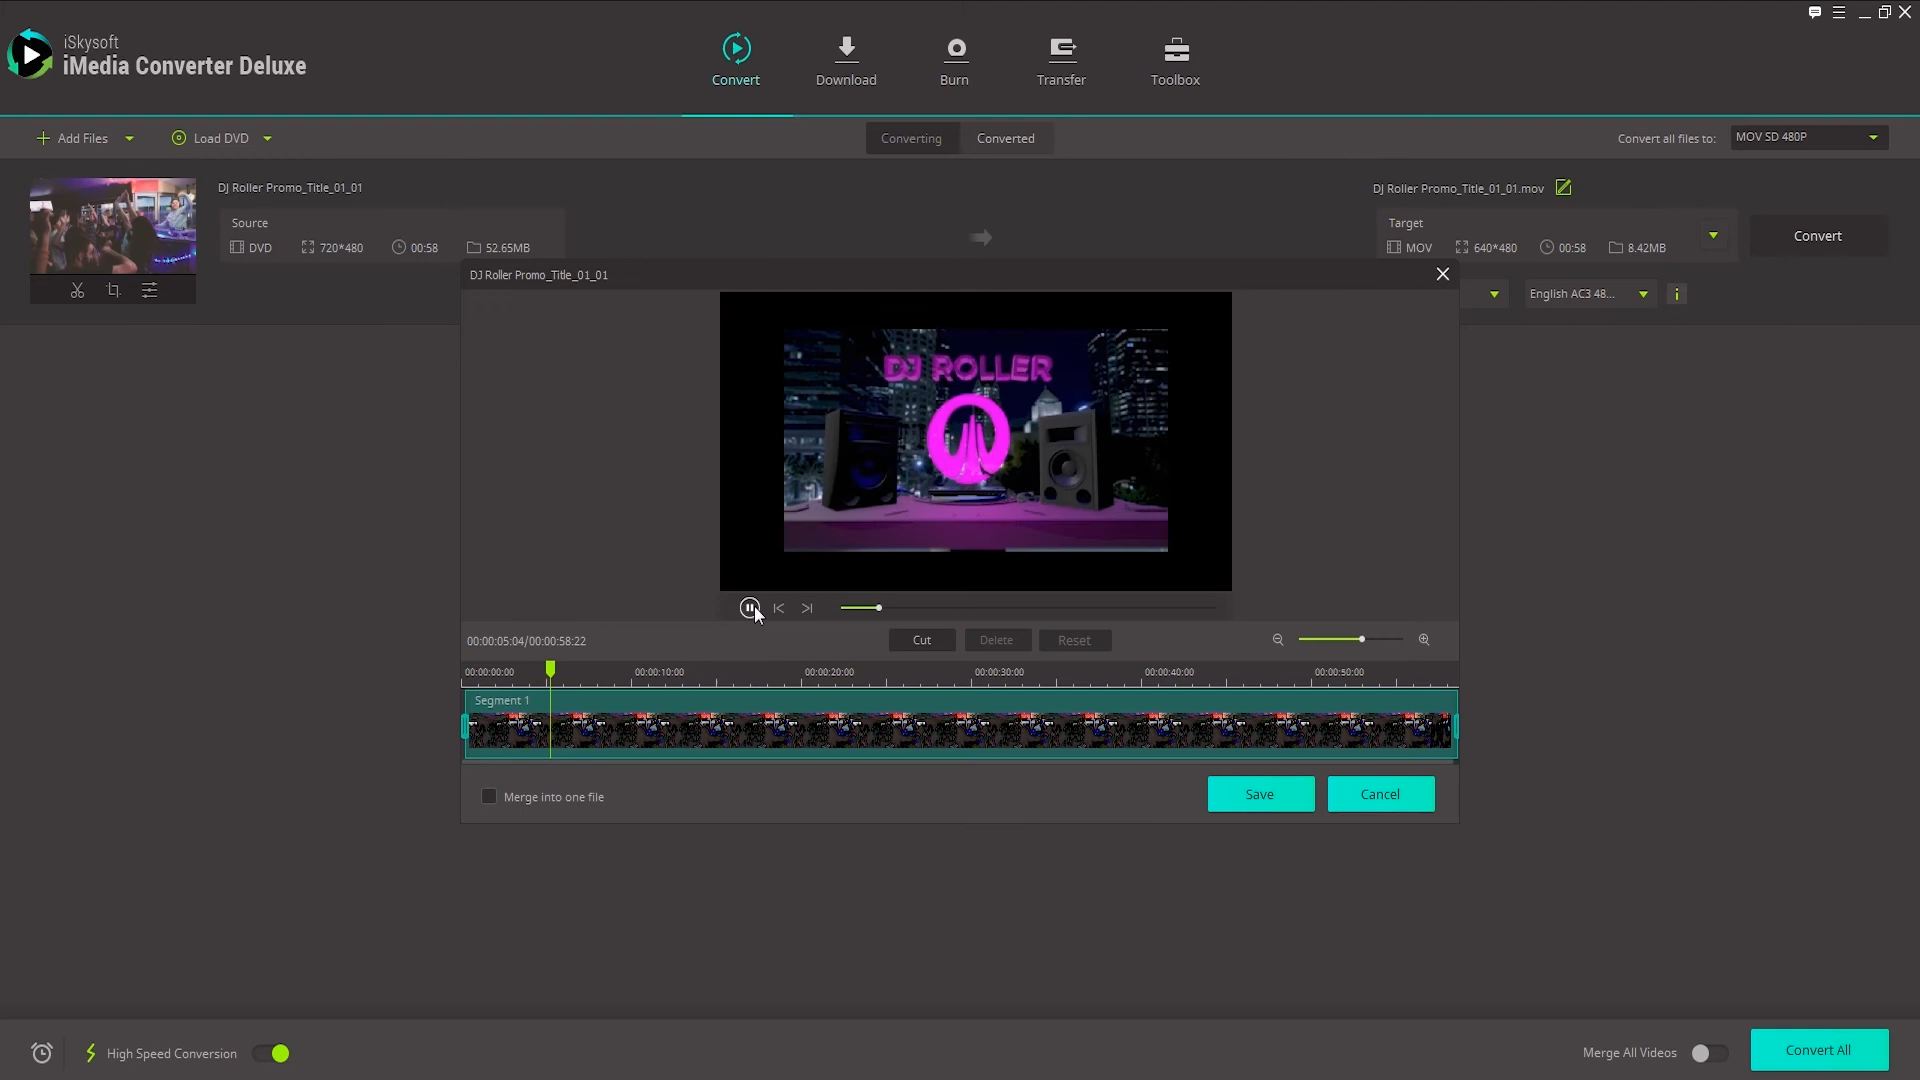 iSkysoft
iMedia Converter Deluxe
Convert
Download
Burn
Transfer
Toolbox
Add Files
Load DVD
Converting
Converted
Convert all files to:
MOV SD 480P
DJ Roller Promo_Title_01_01
Source
DVD
720*480
00:58
52.65MB
DJ Roller Promo_Title_01_01.mov
Target
MOV
640*480
00:58
8.42MB
Convert
English AC3 48...
DJ Roller Promo_Title_01_01
DJ ROLLER
00:00:05:04/00:00:58:22
Cut
Delete
Reset
00:00:00:00
00:00:10:00
00:00:20:00
00:00:30:00
00:00:40:00
00:00:50:00
Segment 1
Merge into one file
Save
Cancel
High Speed Conversion
Merge All Videos
Convert All